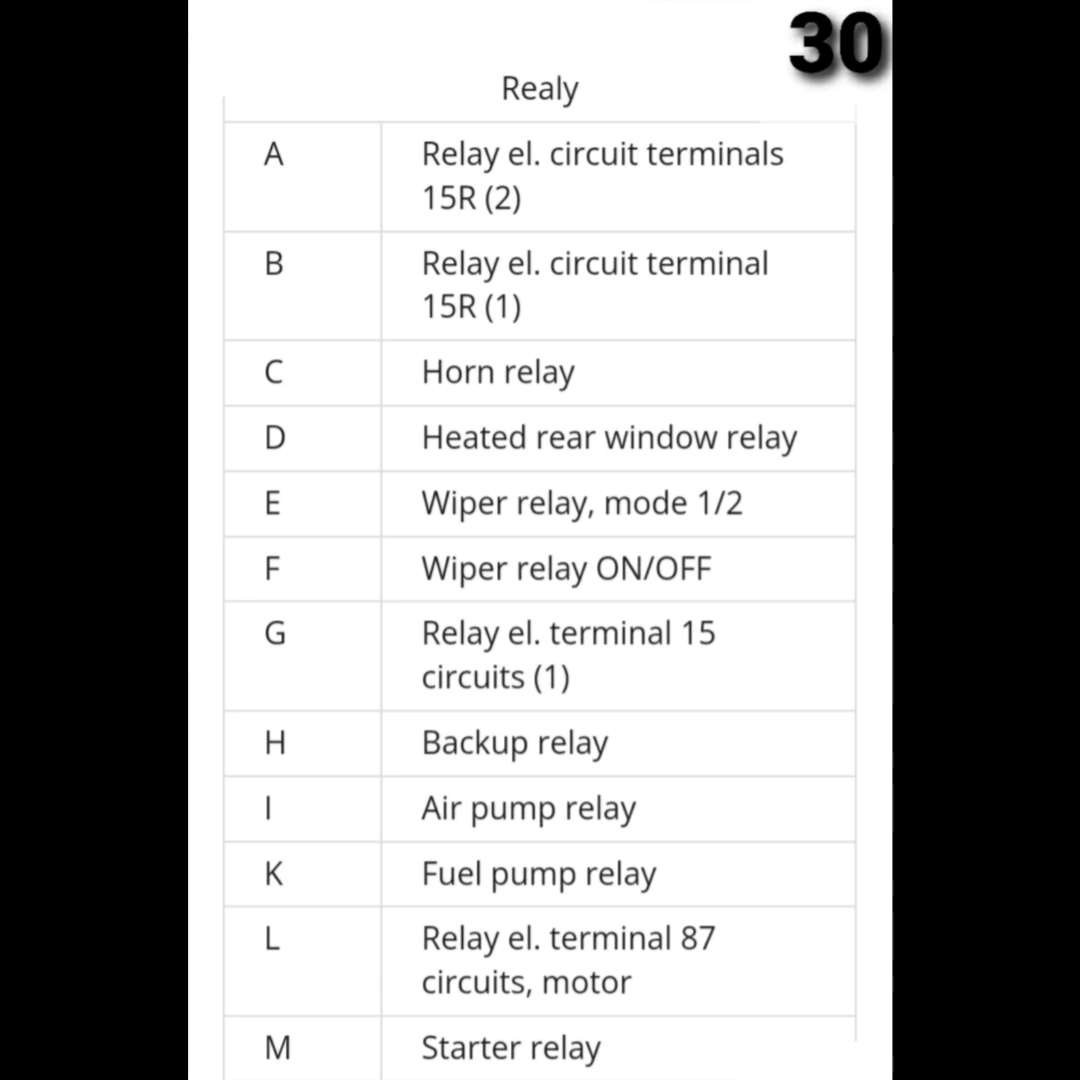 30
Realy
A Relay el. circuit terminals
15R (2)
B Relay el. circuit terminal
15R (1)
C Horn relay
D Heated rear window relay
E Wiper relay, mode 1/2
F Wiper relay ON/OFF
G Relay el. terminal 15
circuits (1)
H Backup relay
I Air pump relay
K Fuel pump relay
L Relay el. terminal 87
circuits, motor
M Starter relay